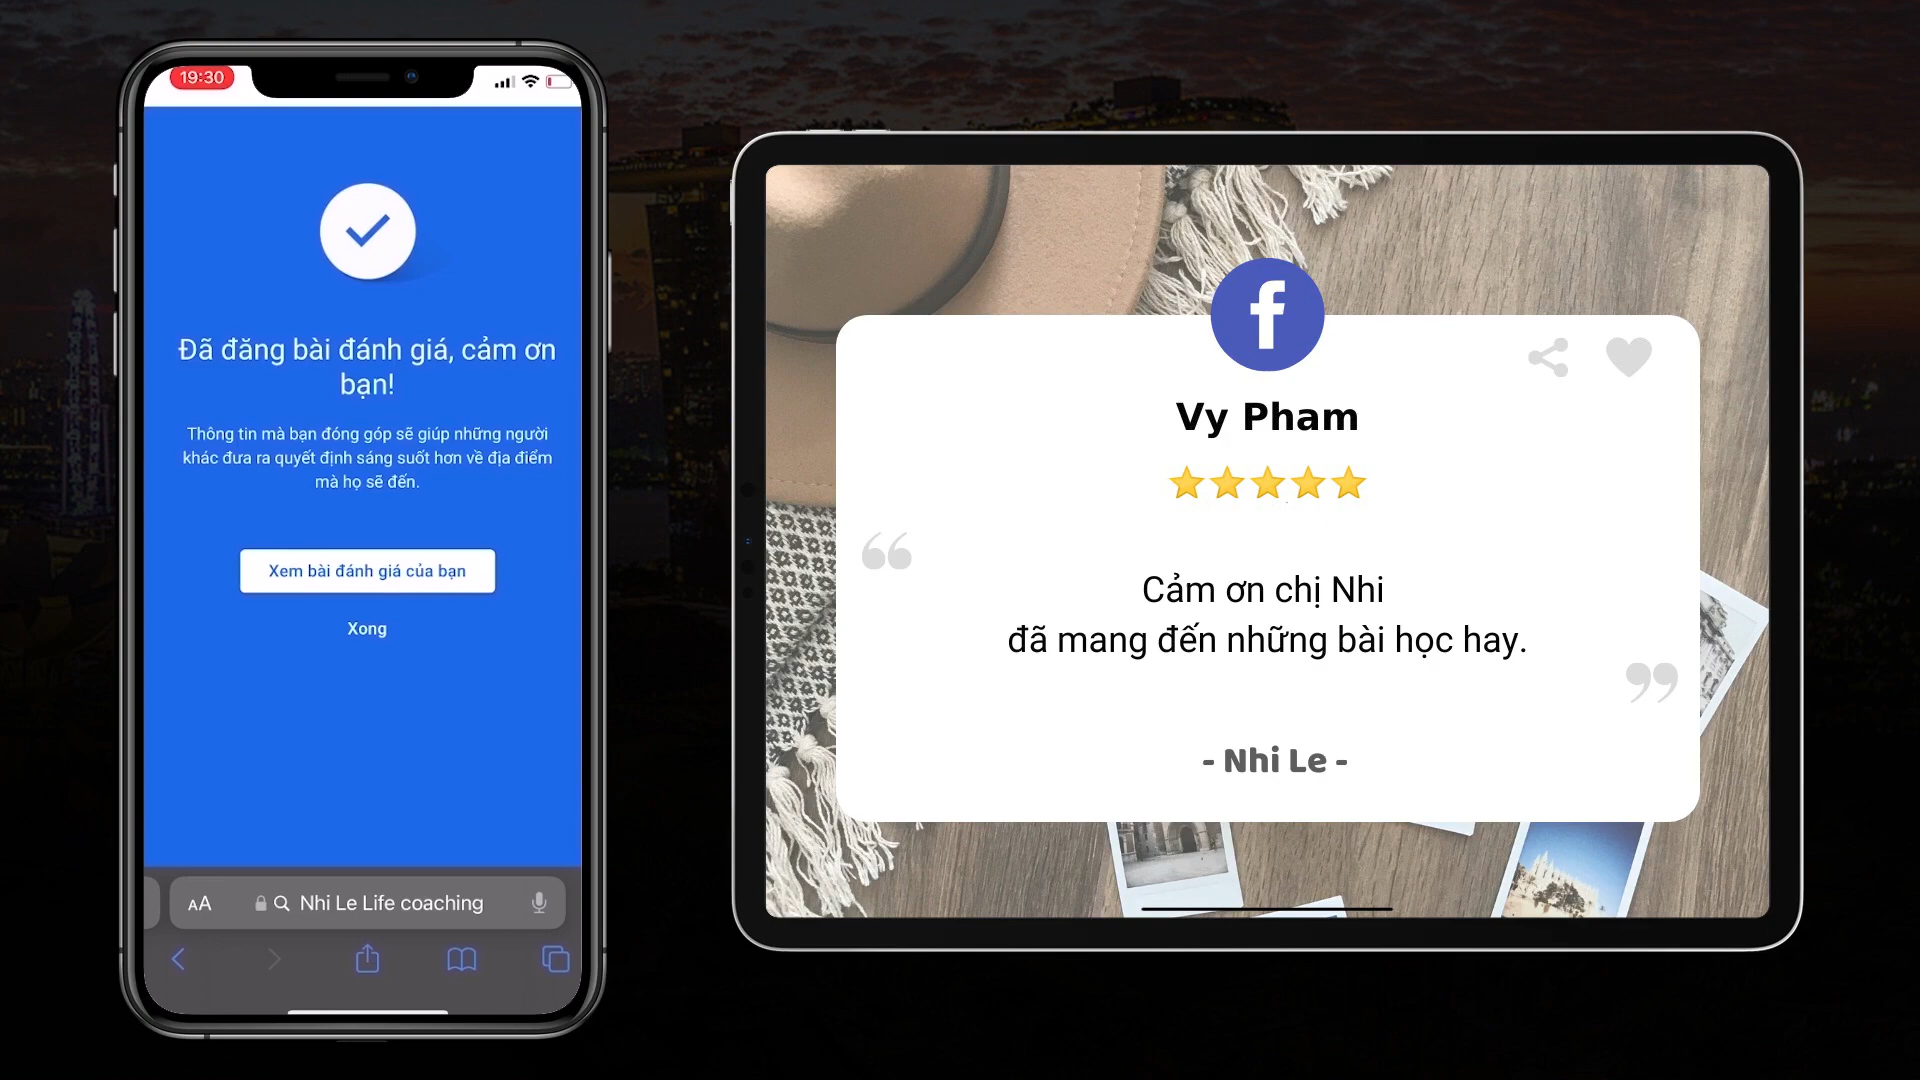 19:30
Đã đăng bài đánh giá, cảm ơn
bạn!
Thông tin mà bạn đóng góp sẽ giúp những người
khác đưa ra quyết định sáng suốt hơn về địa điểm
mà họ sẽ đến.
Xem bài đánh giá của bạn
Xong
AA
Nhi Le Life coaching
f
Vy Pham
“
Cảm ơn chị Nhi
đã mang đến những bài học hay.
”
- Nhi Le -